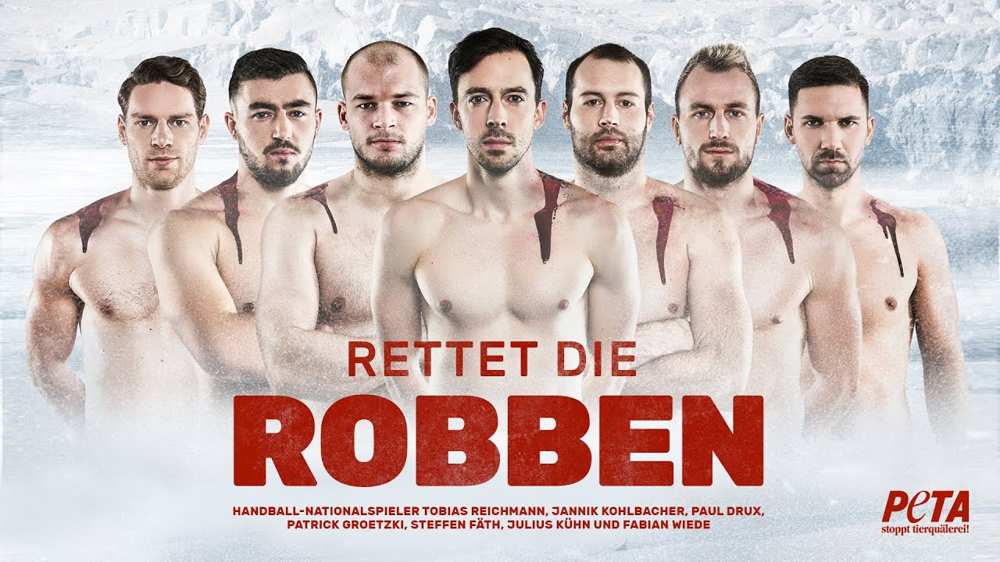 RETTET DIE
ROBBEN
HANDBALL-NATIONALSPIELER TOBIAS REICHMANN, JANNIK KOHLBACHER, PAUL DRUX,
PATRICK GROETZKI, STEFFEN FÄTH, JULIUS KÜHN UND FABIAN WIEDE
PeTA
stoppt tierquälerei!